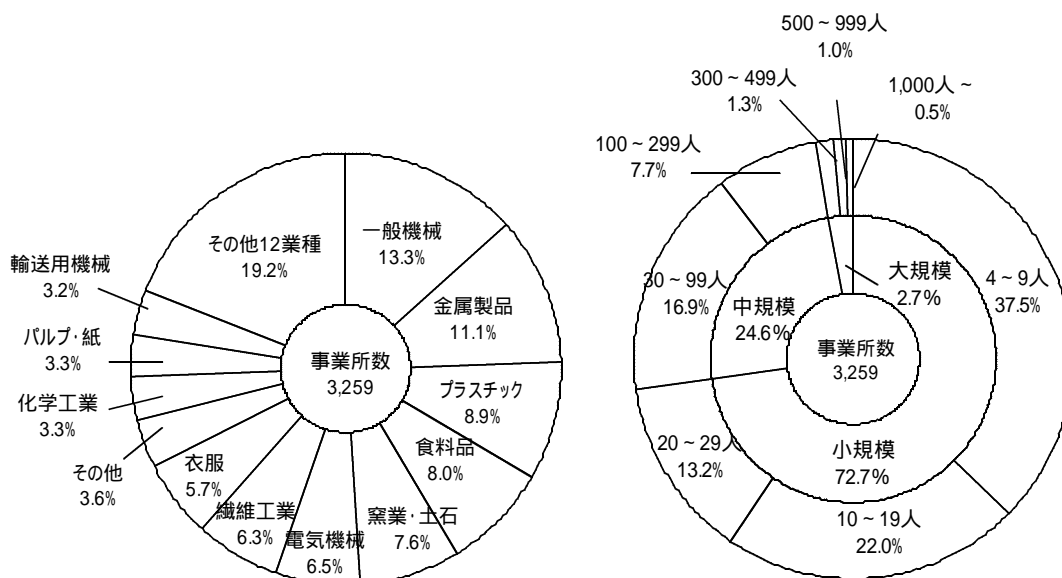 一般機械
13.3%
金属製品
11.1%
プラスチック
8.9%
食料品
8.0%
窯業・土石
7.6%
電気機械
6.5%
繊維工業
6.3%
衣服
5.7%
その他
3.6%
化学工業
3.3%
パルプ・紙
3.3%
輸送用機械
3.2%
その他12業種
19.2%
事業所数
3,259
500~999人
1.0%
300~499人
1.3%
1,000人~
0.5%
100~299人
7.7%
30~99人
16.9%
中規模
24.6%
大規模
2.7%
4~9人
37.5%
事業所数
3,259
20~29人
13.2%
小規模
72.7%
10~19人
22.0%